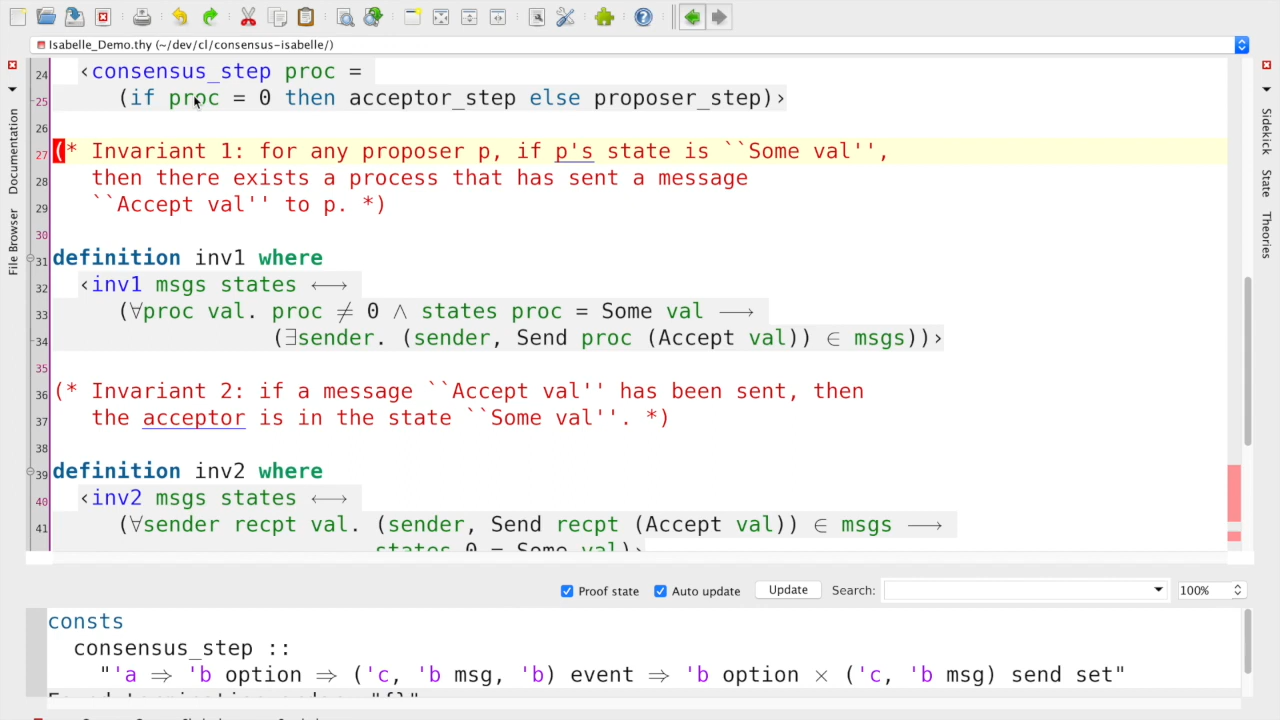 Isabelle_Demo.thy (~/dev/cl/consensus-isabelle/)
24 ‹consensus_step proc =
25 (if proc = 0 then acceptor_step else proposer_step)›
26
27 (* Invariant 1: for any proposer p, if p's state is ``Some val'',
28 then there exists a process that has sent a message
29 ``Accept val'' to p. *)
30
31 definition inv1 where
32 ‹inv1 msgs states ⟷
33 (∀proc val. proc ≠ 0 ∧ states proc = Some val ⟶
34 (∃sender. (sender, Send proc (Accept val)) ∈ msgs))›
35
36 (* Invariant 2: if a message ``Accept val'' has been sent, then
37 the acceptor is in the state ``Some val''. *)
38
39 definition inv2 where
40 ‹inv2 msgs states ⟷
41 (∀sender recpt val. (sender, Send recpt (Accept val)) ∈ msgs ⟶
states 0 = Some val)›
Documentation
File Browser
Sidekick
State
Theories
Proof state Auto update Update Search: 100%
consts
consensus_step ::
"'a ⇒ 'b option ⇒ ('c, 'b msg, 'b) event ⇒ 'b option × ('c, 'b msg) send set"